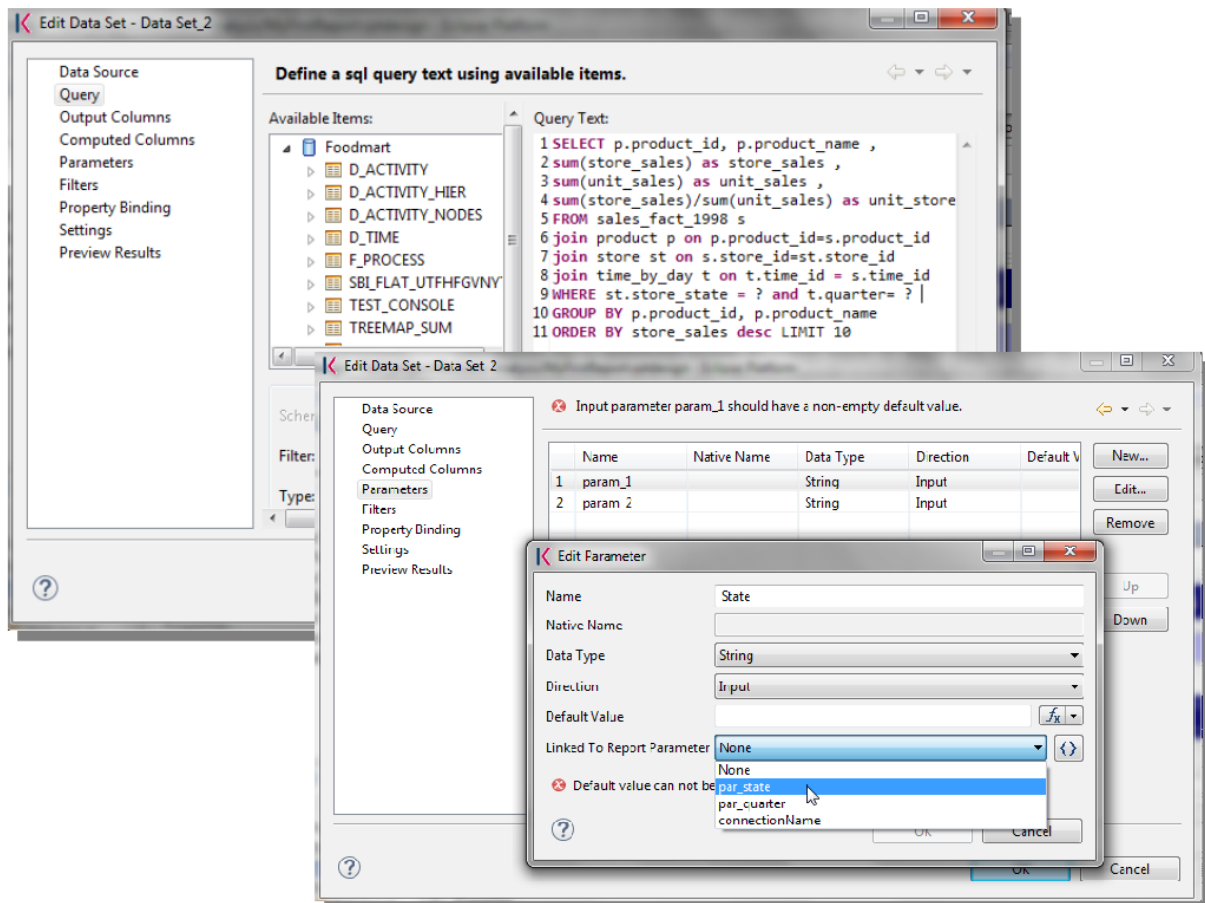 Edit Data Set - Data Set_2
Data Source
Query
Output Columns
Computed Columns
Parameters
Filters
Property Binding
Settings
Preview Results
Define a sql query text using available items.
Available Items:
Foodmart
D_ACTIVITY
D_ACTIVITY_HIER
D_ACTIVITY_NODES
D_TIME
F_PROCESS
SBI_FLAT_UTFHFGVNY
TEST_CONSOLE
TREEMAP_SUM
Query Text:
1 SELECT p.product_id, p.product_name ,
2 sum(store_sales) as store_sales ,
3 sum(unit_sales) as unit_sales ,
4 sum(store_sales)/sum(unit_sales) as unit_store
5 FROM sales_fact_1998 s
6 join product p on p.product_id=s.product_id
7 join store st on s.store_id=st.store_id
8 join time_by_day t on t.time_id = s.time_id
9 WHERE st.store_state = ? and t.quarter= ?
10 GROUP BY p.product_id, p.product_name
11 ORDER BY store_sales desc LIMIT 10
Schem
Filter:
Type:
Edit Data Set - Data Set 2
Data Source
Query
Output Columns
Computed Columns
Parameters
Filters
Property Binding
Settings
Preview Results
Input parameter param_1 should have a non-empty default value.
Name Native Name Data Type Direction Default V
1 param_1 String Input
2 param 2 String Input
New...
Edit...
Remove
Up
Down
Edit Parameter
Name State
Native Name
Data Type String
Direction Input
Default Value
fx
Linked To Report Parameter None
None
par_state
par_quarter
connectionName
Default value can not be
OK Cancel
OK Cancel